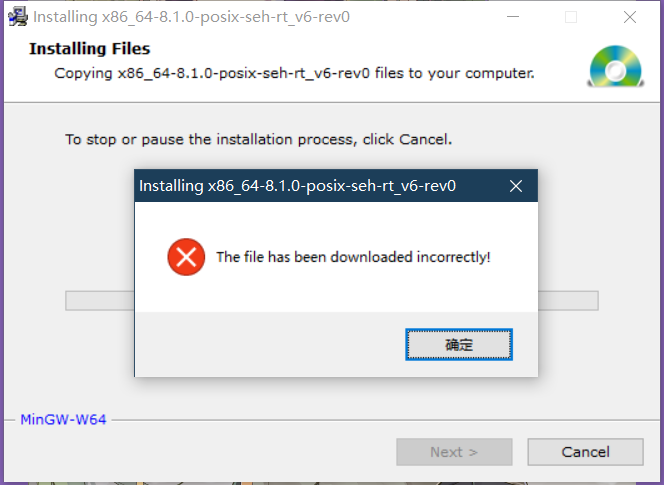 Installing x86_64-8.1.0-posix-seh-rt_v6-rev0
Installing Files
Copying x86_64-8.1.0-posix-seh-rt_v6-rev0 files to your computer.
To stop or pause the installation process, click Cancel.
Installing x86_64-8.1.0-posix-seh-rt_v6-rev0
The file has been downloaded incorrectly!
确定
MinGW-W64
Next >
Cancel